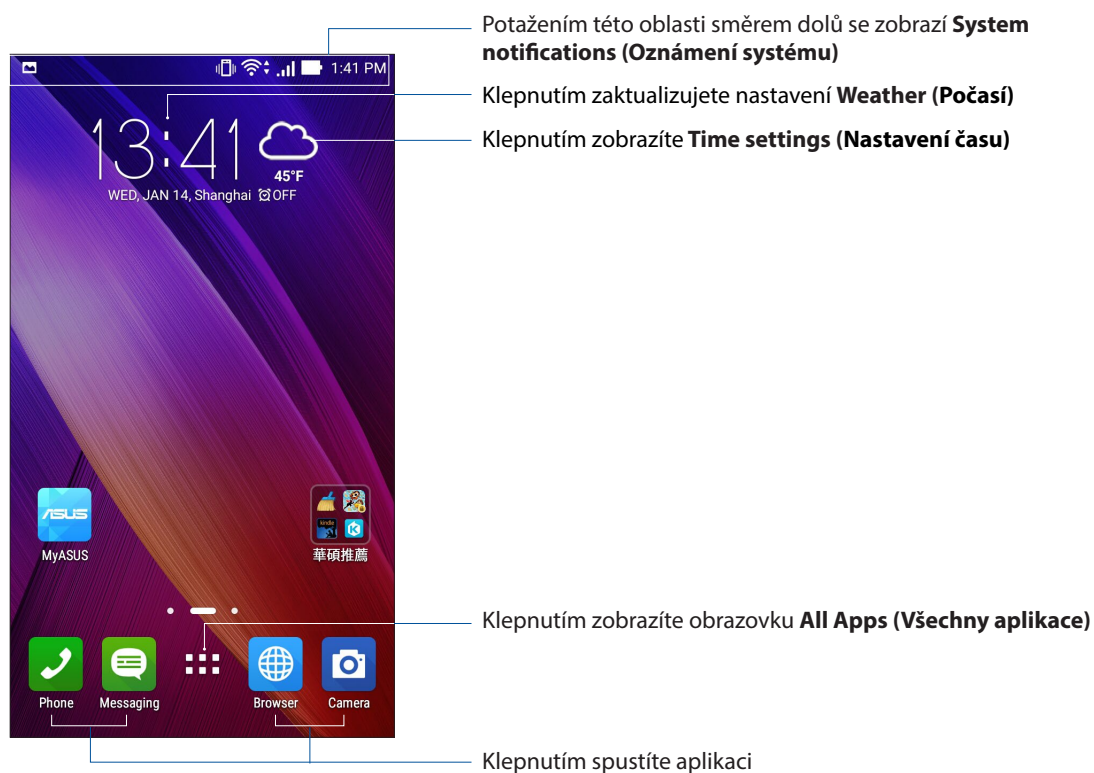 Potažením této oblasti směrem dolů se zobrazí System
notifications (Oznámení systému)
1:41 PM
Klepnutím zaktualizujete nastavení Weather (Počasí)
13:41
Klepnutím zobrazíte Time settings (Nastavení času)
45°F
WED, JAN 14, Shanghai OFF
ASUS
kindle
MyASUS
華碩推薦
Klepnutím zobrazíte obrazovku All Apps (Všechny aplikace)
Phone
Messaging
Browser
Camera
Klepnutím spustíte aplikaci